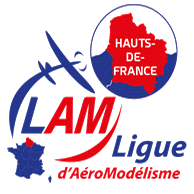 HAUTS-
DE-
FRANCE
LAM
Ligue
d'AéroModélisme